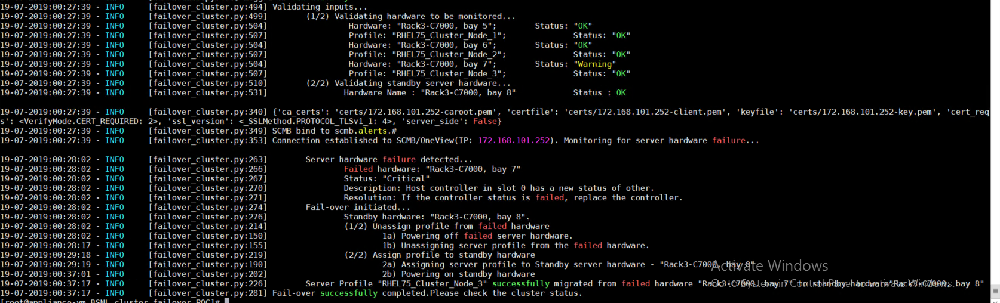 19-07-2019:00:27:39 - INFO     [failover_cluster.py:494] Validating inputs...
19-07-2019:00:27:39 - INFO     [failover_cluster.py:499]        (1/2) Validating hardware to be monitored...
19-07-2019:00:27:39 - INFO     [failover_cluster.py:504]                 Hardware: "Rack3-C7000, bay 5";        Status: "OK"
19-07-2019:00:27:39 - INFO     [failover_cluster.py:507]                 Profile: "RHEL75_Cluster_Node_1";              Status: "OK"
19-07-2019:00:27:39 - INFO     [failover_cluster.py:504]                 Hardware: "Rack3-C7000, bay 6";        Status: "OK"
19-07-2019:00:27:39 - INFO     [failover_cluster.py:507]                 Profile: "RHEL75_Cluster_Node_2";              Status: "OK"
19-07-2019:00:27:39 - INFO     [failover_cluster.py:504]                 Hardware: "Rack3-C7000, bay 7";        Status: "Warning"
19-07-2019:00:27:39 - INFO     [failover_cluster.py:507]                 Profile: "RHEL75_Cluster_Node_3";              Status: "OK"
19-07-2019:00:27:39 - INFO     [failover_cluster.py:510]        (2/2) Validating standby server hardware...
19-07-2019:00:27:39 - INFO     [failover_cluster.py:531]                Hardware Name : "Rack3-C7000, bay 8"            Status : OK
19-07-2019:00:27:39 - INFO     [failover_cluster.py:340] {'ca_certs': 'certs/172.168.101.252-caroot.pem', 'certfile': 'certs/172.168.101.252-client.pem', 'keyfile': 'certs/172.168.101.252-key.pem', 'cert_req
s': <VerifyMode.CERT_REQUIRED: 2>, 'ssl_version': <_SSLMethod.PROTOCOL_TLSv1_1: 4>, 'server_side': False}
19-07-2019:00:27:39 - INFO     [failover_cluster.py:349] SCMB bind to scmb.alerts.#
19-07-2019:00:27:39 - INFO     [failover_cluster.py:353] Connection established to SCMB/OneView(IP: 172.168.101.252). Monitoring for server hardware failure...
19-07-2019:00:28:02 - INFO     [failover_cluster.py:263]        Server hardware failure detected...
19-07-2019:00:28:02 - INFO     [failover_cluster.py:266]                Failed hardware: "Rack3-C7000, bay 7"
19-07-2019:00:28:02 - INFO     [failover_cluster.py:267]                Status: "Critical"
19-07-2019:00:28:02 - INFO     [failover_cluster.py:270]                Description: Host controller in slot 0 has a new status of other.
19-07-2019:00:28:02 - INFO     [failover_cluster.py:271]                Resolution: If the controller status is failed, replace the controller.
19-07-2019:00:28:02 - INFO     [failover_cluster.py:274]        Fail-over initiated...
19-07-2019:00:28:02 - INFO     [failover_cluster.py:276]                Standby hardware: "Rack3-C7000, bay 8".
19-07-2019:00:28:02 - INFO     [failover_cluster.py:214]                (1/2) Unassign profile from failed hardware
19-07-2019:00:28:02 - INFO     [failover_cluster.py:150]                        1a) Powering off failed server hardware.
19-07-2019:00:28:17 - INFO     [failover_cluster.py:155]                        1b) Unassigning server profile from the failed hardware.
19-07-2019:00:29:18 - INFO     [failover_cluster.py:219]                (2/2) Assign profile to standby hardware
19-07-2019:00:29:19 - INFO     [failover_cluster.py:190]                        2a) Assigning server profile to Standby server hardware - "Rack3-C7000, bay 8"
Activate Windows
19-07-2019:00:37:01 - INFO     [failover_cluster.py:202]                        2b) Powering on standby hardware
19-07-2019:00:37:17 - INFO     [failover_cluster.py:226]        Server Profile "RHEL75_Cluster_Node_3" successfully migrated from failed hardware "Rack3-C7000, bay 7" to standby hardware "Rack3-C7000, bay 8"
Go to System in Control Panel to activate Windows.
19-07-2019:00:37:17 - INFO     [failover_cluster.py:281] Fail-over successfully completed.Please check the cluster status.
[root@appliance-vm BSNL_cluster_failover_POC]#